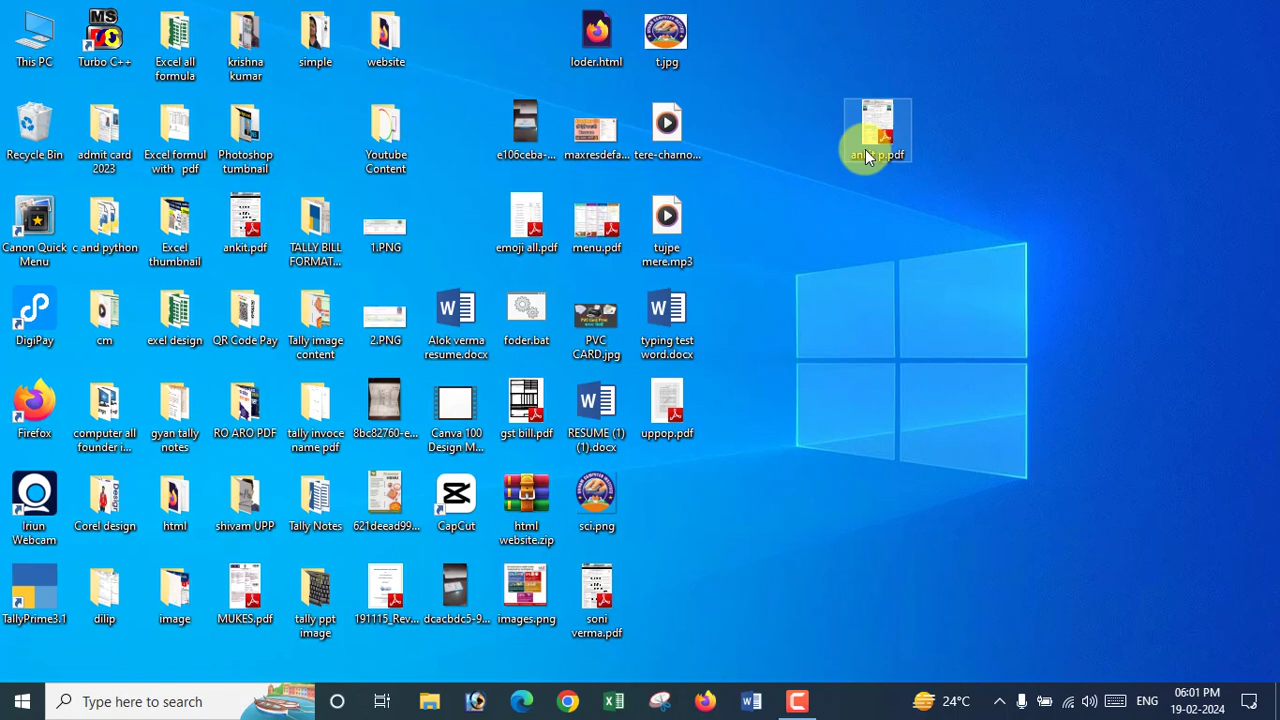 This PC
MS
Turbo C++
Excel all
formula
krishna
kumar
simple
website
loder.html
t.jpg
Recycle Bin
admit card
2023
Excel formul
with pdf
Photoshop
tumbnail
Youtube
Content
e106ceba-...
maxresdefa...
tere-charno...
p.pdf
Canon Quick
Menu
c and python
Excel
thumbnail
ankit.pdf
TALLY BILL
FORMAT...
1.PNG
emoji all.pdf
menu.pdf
tujpe
mere.mp3
DigiPay
cm
exel design
QR Code Pay
Tally image
content
2.PNG
Alok verma
resume.docx
foder.bat
PVC
CARD.jpg
typing test
word.docx
Firefox
computer all
founder i...
gyan tally
notes
RO ARO PDF
tally invoce
name pdf
8bc82760-e...
Canva 100
Design M...
gst bill.pdf
RESUME (1)
(1).docx
uppop.pdf
Iriun
Webcam
Corel design
html
shivam UPP
Tally Notes
621deead99...
CapCut
html
website.zip
sci.png
TallyPrime3.1
dilip
image
MUKES.pdf
tally ppt
image
191115_Rev...
dcacbdc5-9...
images.png
soni
verma.pdf
Type here to search
24°C
ENG
06:01 PM
19-02-2024